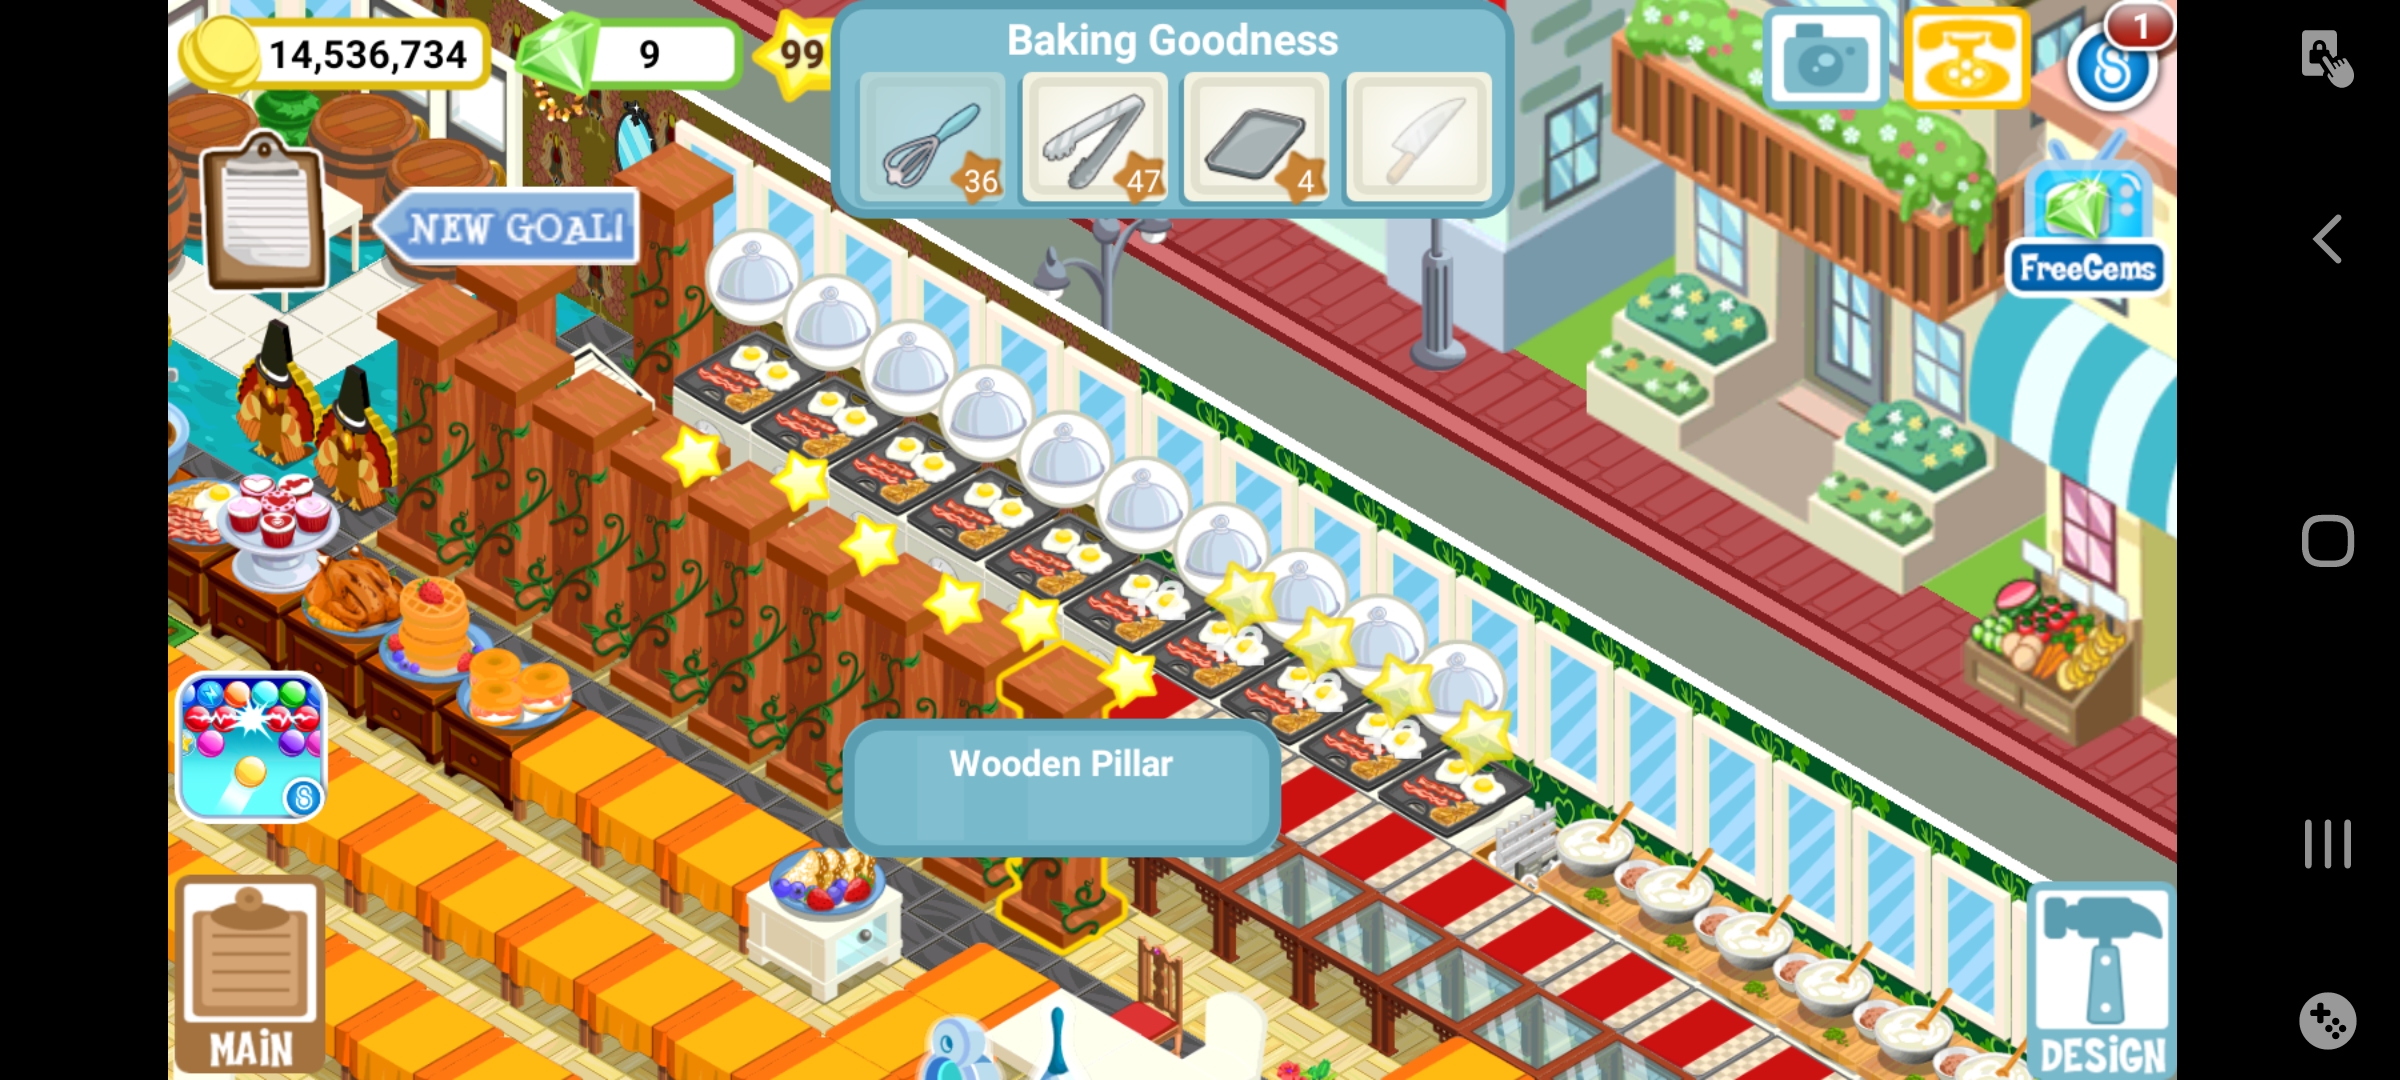 14,536,734
9
99
Baking Goodness
36
47
4
1
NEW GOAL!
FreeGems
Wooden Pillar
MAIN
DESIGN